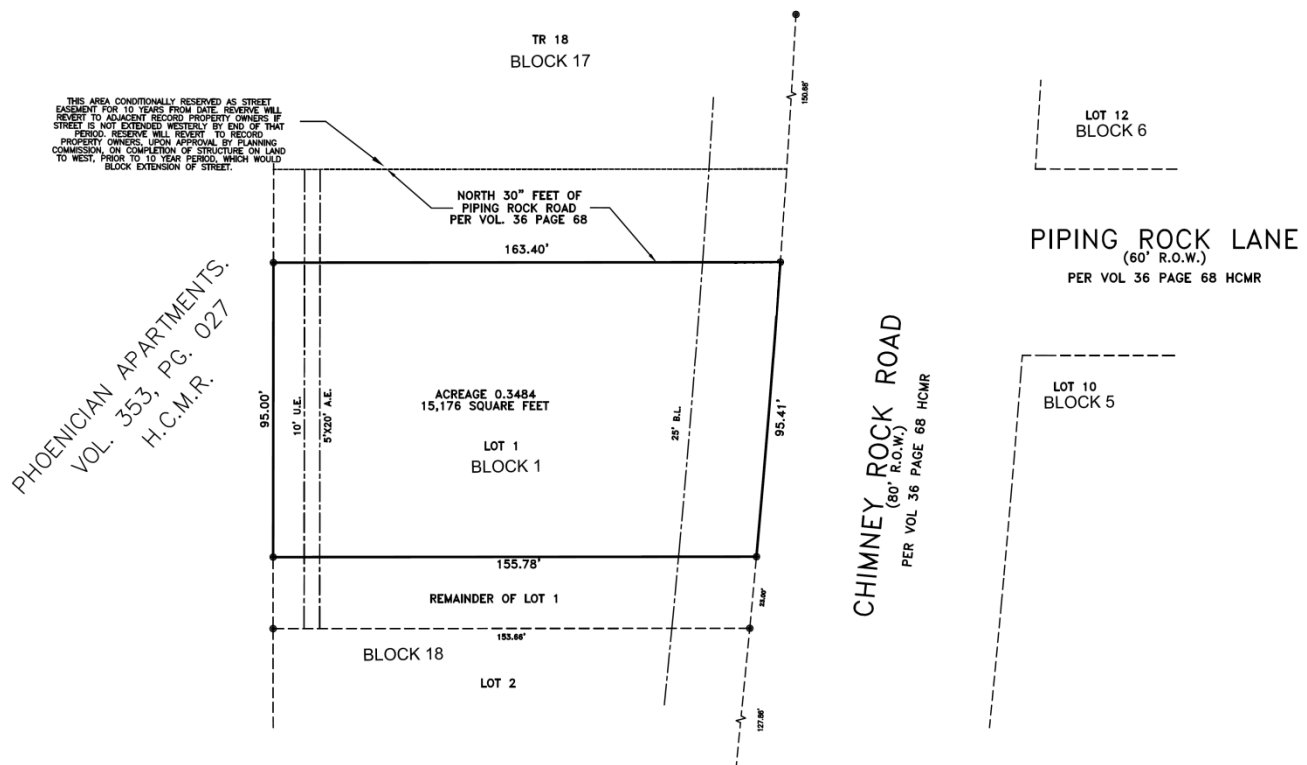 TR 18
BLOCK 17
150.68'
THIS AREA CONDITIONALLY RESERVED AS STREET
EASEMENT FOR 10 YEARS FROM DATE. REVERVE WILL
REVERT TO ADJACENT RECORD PROPERTY OWNERS IF
STREET IS NOT EXTENDED WESTERLY BY END OF THAT
PERIOD. RESERVE WILL REVERT TO RECORD
PROPERTY OWNERS, UPON APPROVAL BY PLANNING
COMMISSION, ON COMPLETION OF STRUCTURE ON LAND
TO WEST, PRIOR TO 10 YEAR PERIOD, WHICH WOULD
BLOCK EXTENSION OF STREET.
LOT 12
BLOCK 6
NORTH 30" FEET OF
PIPING ROCK ROAD
PER VOL. 36 PAGE 68
163.40'
PIPING ROCK LANE
(60' R.O.W.)
PER VOL 36 PAGE 68 HCMR
PHOENICIAN APARTMENTS.
VOL. 353, PG. 027
H.C.M.R.
95.00'
10' U.E.
5'X20' A.E.
ACREAGE 0.3484
15,176 SQUARE FEET
LOT 1
BLOCK 1
25' B.L.
95.41'
CHIMNEY ROCK ROAD
(80' R.O.W.)
PER VOL 36 PAGE 68 HCMR
LOT 10
BLOCK 5
155.78'
REMAINDER OF LOT 1
23.00'
153.66'
BLOCK 18
LOT 2
127.86'